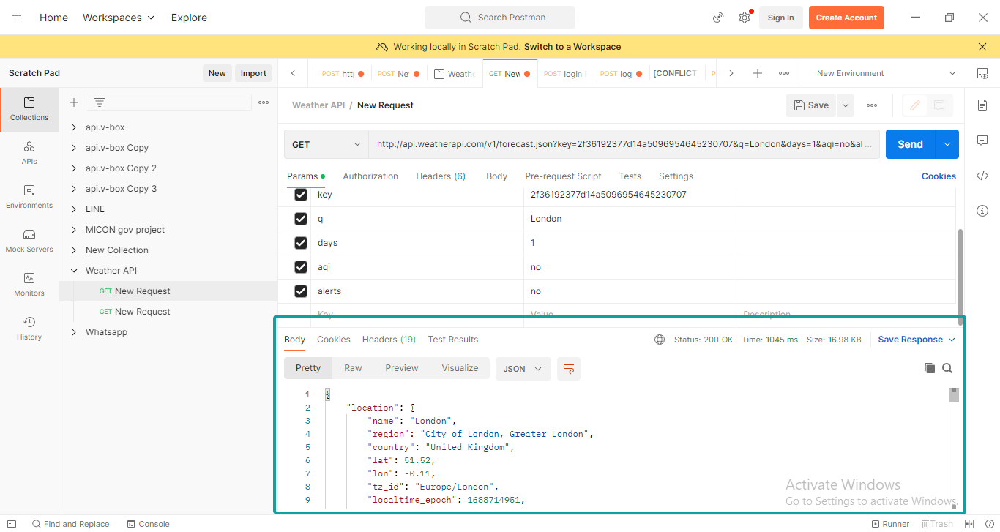 Home Workspaces Explore Search Postman Sign In Create Account
Working locally in Scratch Pad. Switch to a Workspace
Scratch Pad New Import POST htt POST Ne Weathe GET New POST login POST log [CONFLICT P New Environment
Collections
APIs
Environments
Mock Servers
Monitors
History
api.v-box
api.v-box Copy
api.v-box Copy 2
api.v-box Copy 3
LINE
MICON gov project
New Collection
Weather API
GET New Request
GET New Request
Whatsapp
Weather API / New Request Save
GET http://api.weatherapi.com/v1/forecast.json?key=2f36192377d14a5096954645230707&q=London&days=1&aqi=no&al ... Send
Params Authorization Headers (6) Body Pre-request Script Tests Settings Cookies
key 2f36192377d14a5096954645230707
q London
days 1
aqi no
alerts no
Key Value Description
Body Cookies Headers (19) Test Results Status: 200 OK Time: 1045 ms Size: 16.98 KB Save Response
Pretty Raw Preview Visualize JSON
1 {
2 "location": {
3 "name": "London",
4 "region": "City of London, Greater London",
5 "country": "United Kingdom",
6 "lat": 51.52,
7 "lon": -0.11,
8 "tz_id": "Europe/London",
9 "localtime_epoch": 1688714951,
Activate Windows
Go to Settings to activate Windows.
Find and Replace Console Runner Trash